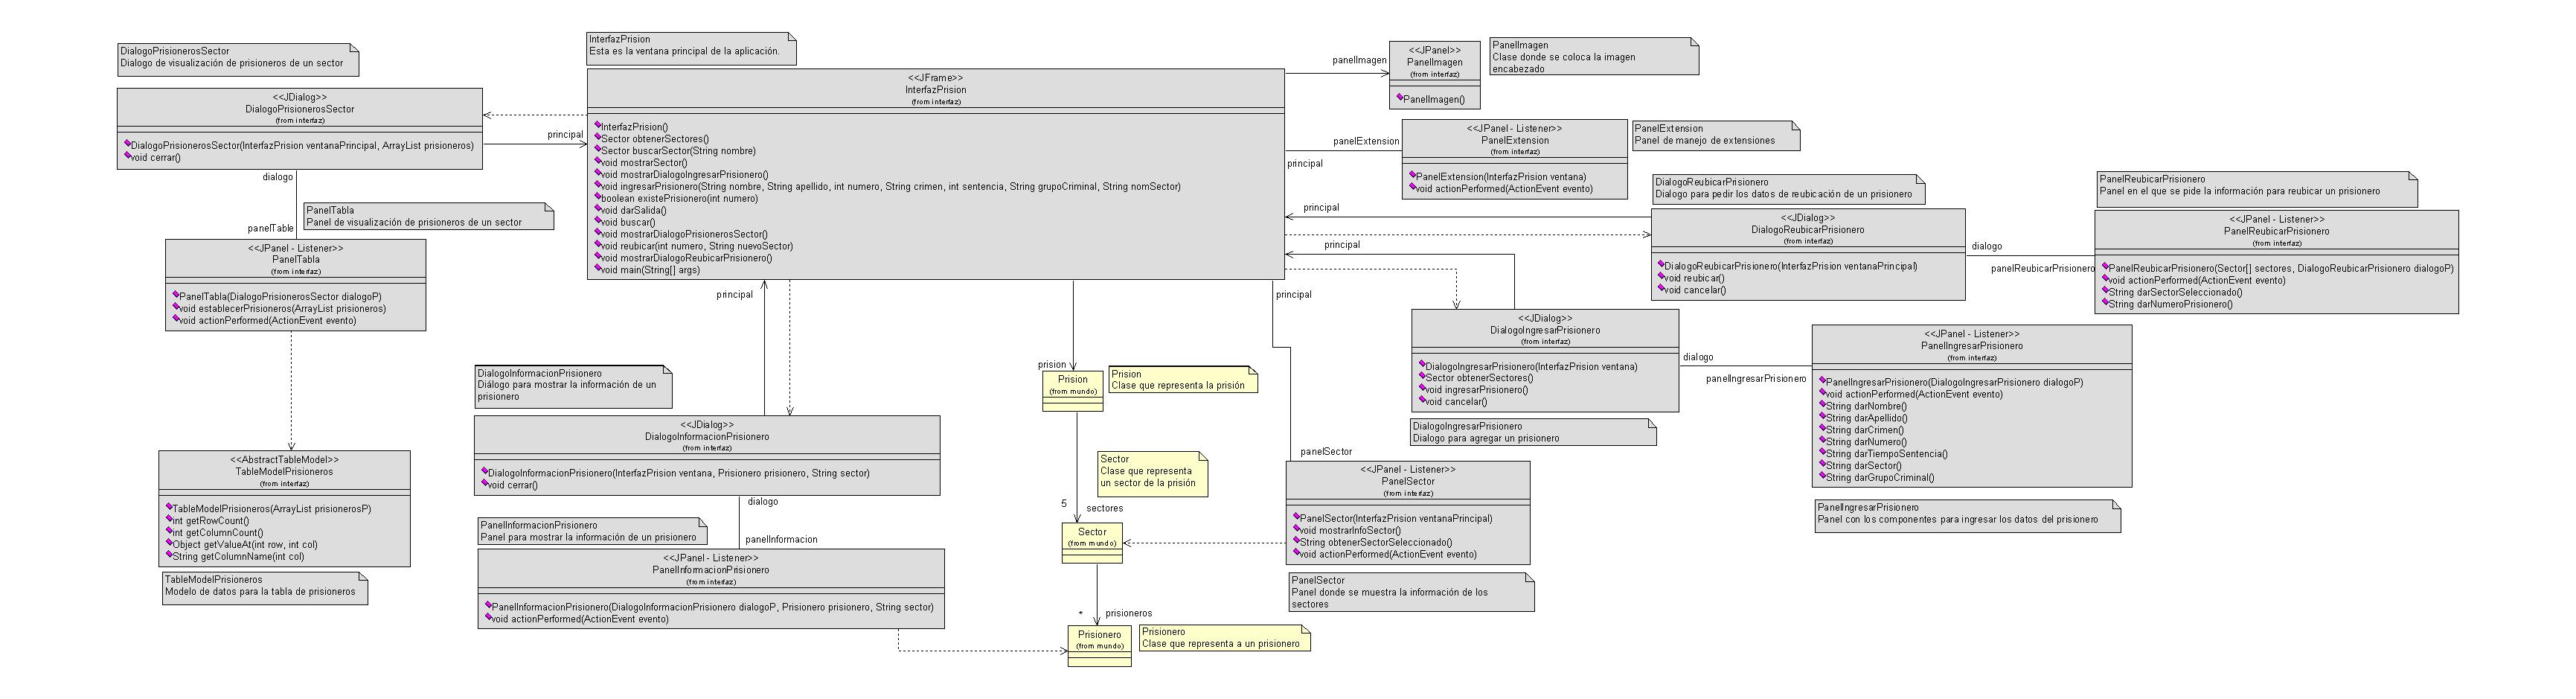 DialogoPrisionerosSector
Dialogo de visualización de prisioneros de un sector
<<JDialog>>
DialogoPrisionerosSector
(from interfaz)
DialogoPrisionerosSector(InterfazPrision ventanaPrincipal, ArrayList prisioneros)
void cerrar()
principal
dialogo
panelTable
PanelTabla
Panel de visualización de prisioneros de un sector
<<JPanel - Listener>>
PanelTabla
(from interfaz)
PanelTabla(DialogoPrisionerosSector dialogoP)
void establecerPrisioneros(ArrayList prisioneros)
void actionPerformed(ActionEvent evento)
<<AbstractTableModel>>
TableModelPrisioneros
(from interfaz)
TableModelPrisioneros(ArrayList prisionerosP)
int getRowCount()
int getColumnCount()
Object getValueAt(int row, int col)
String getColumnName(int col)
TableModelPrisioneros
Modelo de datos para la tabla de prisioneros
InterfazPrision
Esta es la ventana principal de la aplicación.
<<JFrame>>
InterfazPrision
(from interfaz)
InterfazPrision()
Sector obtenerSectores()
Sector buscarSector(String nombre)
void mostrarSector()
void mostrarDialogoIngresarPrisionero()
void ingresarPrisionero(String nombre, String apellido, int numero, String crimen, int sentencia, String grupoCriminal, String nomSector)
boolean existePrisionero(int numero)
void darSalida()
void buscar()
void mostrarDialogoPrisionerosSector()
void reubicar(int numero, String nuevoSector)
void mostrarDialogoReubicarPrisionero()
void main(String[] args)
principal
DialogoInformacionPrisionero
Diálogo para mostrar la información de un
prisionero
<<JDialog>>
DialogoInformacionPrisionero
(from interfaz)
DialogoInformacionPrisionero(InterfazPrision ventana, Prisionero prisionero, String sector)
void cerrar()
dialogo
panelInformacion
PanelInformacionPrisionero
Panel para mostrar la información de un prisionero
<<JPanel - Listener>>
PanelInformacionPrisionero
(from interfaz)
PanelInformacionPrisionero(DialogoInformacionPrisionero dialogoP, Prisionero prisionero, String sector)
void actionPerformed(ActionEvent evento)
prision
Prision
(from mundo)
Prision
Clase que representa la prisión
Sector
Clase que representa
un sector de la prisión
5
sectores
Sector
(from mundo)
*
prisioneros
Prisionero
(from mundo)
Prisionero
Clase que representa a un prisionero
panelImagen
<<JPanel>>
PanelImagen
(from interfaz)
PanelImagen()
PanelImagen
Clase donde se coloca la imagen
encabezado
panelExtension
principal
<<JPanel - Listener>>
PanelExtension
(from interfaz)
PanelExtension(InterfazPrision ventana)
void actionPerformed(ActionEvent evento)
PanelExtension
Panel de manejo de extensiones
DialogoReubicarPrisionero
Dialogo para pedir los datos de reubicación de un prisionero
principal
<<JDialog>>
DialogoReubicarPrisionero
(from interfaz)
DialogoReubicarPrisionero(InterfazPrision ventanaPrincipal)
void reubicar()
void cancelar()
dialogo
panelReubicarPrisionero
PanelReubicarPrisionero
Panel en el que se pide la información para reubicar un prisionero
<<JPanel - Listener>>
PanelReubicarPrisionero
(from interfaz)
PanelReubicarPrisionero(Sector[] sectores, DialogoReubicarPrisionero dialogoP)
void actionPerformed(ActionEvent evento)
String darSectorSeleccionado()
String darNumeroPrisionero()
principal
<<JDialog>>
DialogoIngresarPrisionero
(from interfaz)
DialogoIngresarPrisionero(InterfazPrision ventana)
Sector obtenerSectores()
void ingresarPrisionero()
void cancelar()
DialogoIngresarPrisionero
Dialogo para agregar un prisionero
dialogo
panelIngresarPrisionero
<<JPanel - Listener>>
PanelIngresarPrisionero
(from interfaz)
PanelIngresarPrisionero(DialogoIngresarPrisionero dialogoP)
void actionPerformed(ActionEvent evento)
String darNombre()
String darApellido()
String darCrimen()
String darNumero()
String darTiempoSentencia()
String darSector()
String darGrupoCriminal()
PanelIngresarPrisionero
Panel con los componentes para ingresar los datos del prisionero
principal
panelSector
<<JPanel - Listener>>
PanelSector
(from interfaz)
PanelSector(InterfazPrision ventanaPrincipal)
void mostrarInfoSector()
String obtenerSectorSeleccionado()
void actionPerformed(ActionEvent evento)
PanelSector
Panel donde se muestra la información de los
sectores